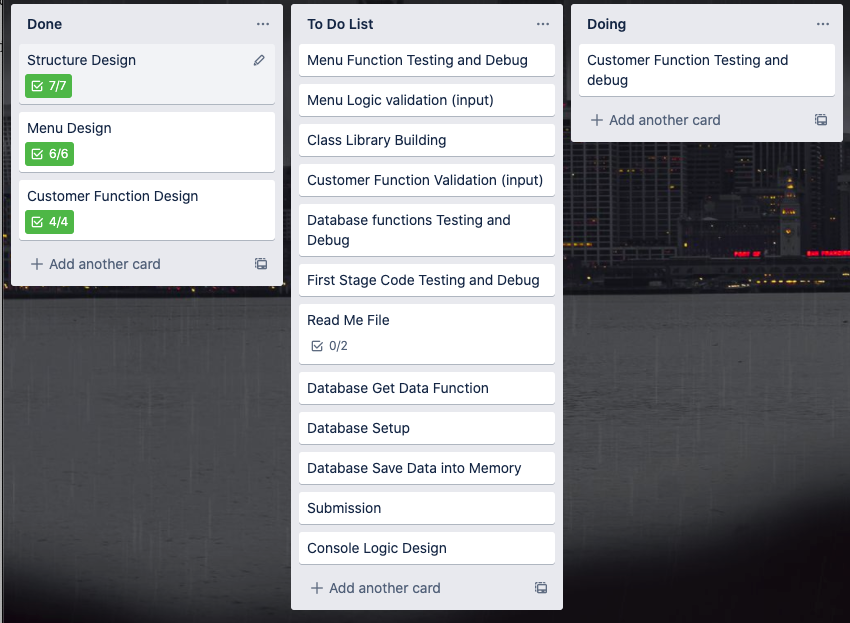 Done
Structure Design
7/7
Menu Design
6/6
Customer Function Design
4/4
+ Add another card
To Do List
Menu Function Testing and Debug
Menu Logic validation (input)
Class Library Building
Customer Function Validation (input)
Database functions Testing and
Debug
First Stage Code Testing and Debug
Read Me File
0/2
Database Get Data Function
Database Setup
Database Save Data into Memory
Submission
Console Logic Design
+ Add another card
Doing
Customer Function Testing and
debug
+ Add another card
PORT OF
SAN FRANCISC